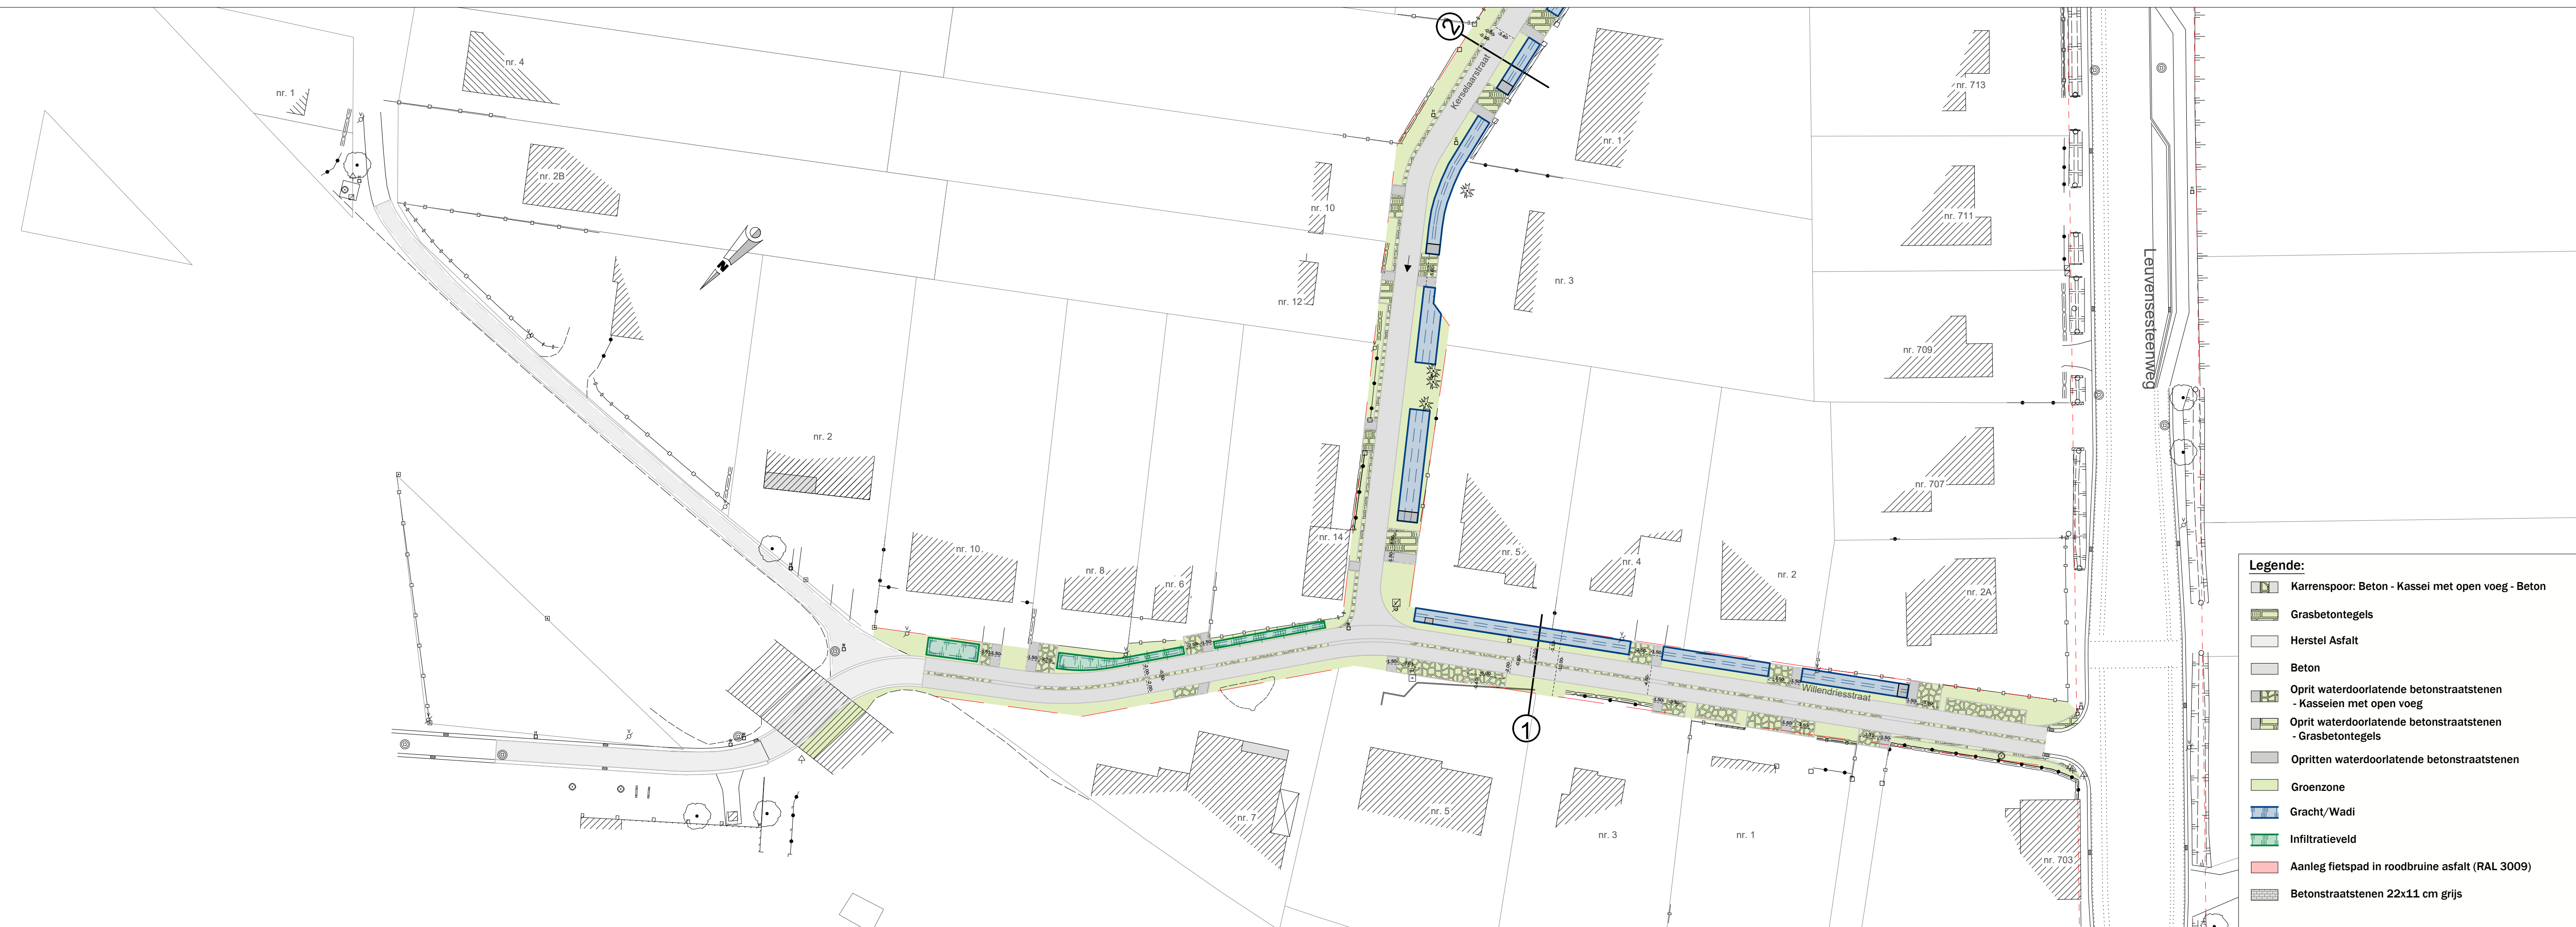 2
Kerselaarstraat
nr. 4
nr. 1
nr. 1
nr. 713
nr. 2B
nr. 10
nr. 711
N
nr. 12
nr. 3
Leuvensesteenweg
nr. 709
nr. 2
nr. 707
nr. 10
nr. 8
nr. 6
nr. 14
nr. 5
nr. 4
nr. 2
nr. 2A
Willendriesstraat
1
nr. 7
nr. 5
nr. 3
nr. 1
nr. 703
Legende:
Karrenspoor: Beton - Kassei met open voeg - Beton
Grasbetontegels
Herstel Asfalt
Beton
Oprit waterdoorlatende betonstraatstenen
- Kasseien met open voeg
Oprit waterdoorlatende betonstraatstenen
- Grasbetontegels
Opritten waterdoorlatende betonstraatstenen
Groenzone
Gracht/Wadi
Infiltratieveld
Aanleg fietspad in roodbruine asfalt (RAL 3009)
Betonstraatstenen 22x11 cm grijs